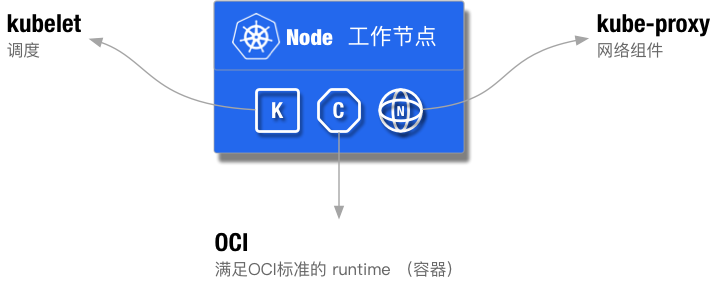 kubelet
调度
Node 工作节点
kube-proxy
网络组件
K
C
N
OCI
满足OCI标准的 runtime （容器）